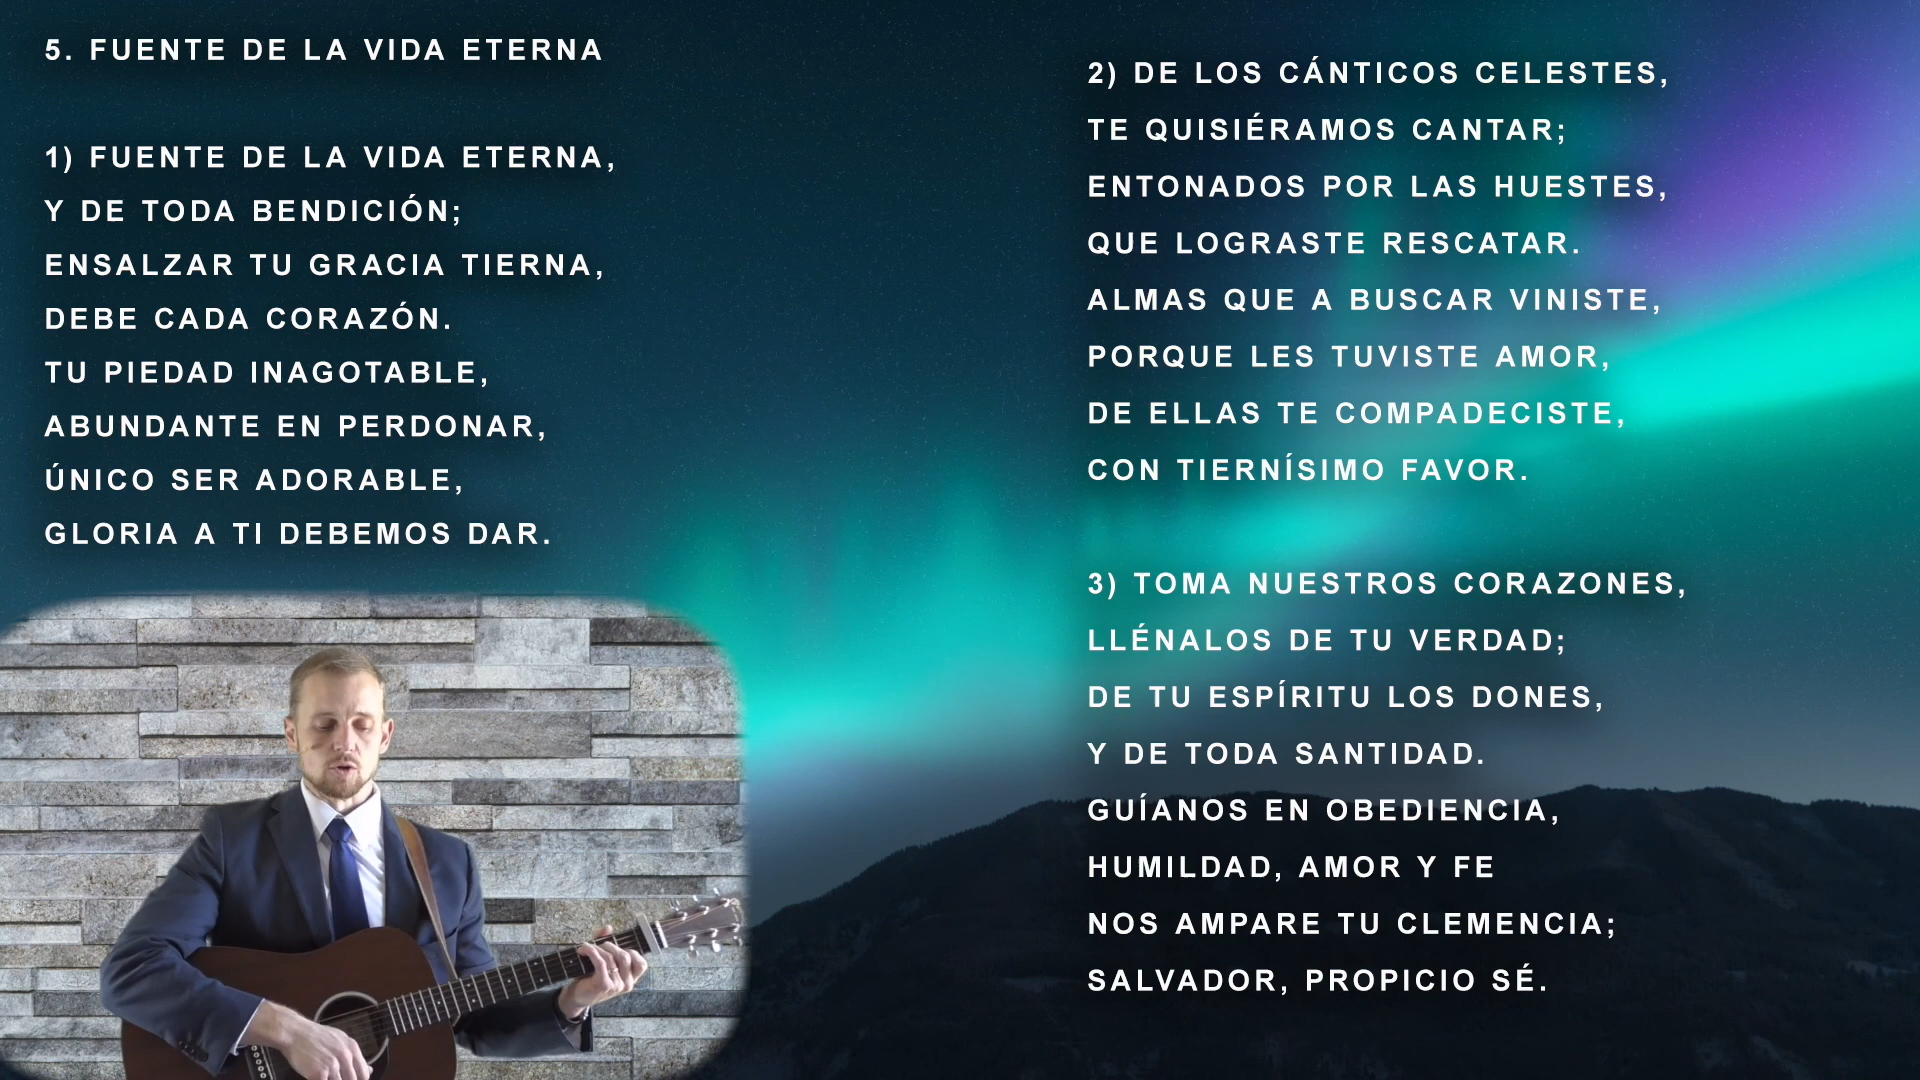 5. FUENTE DE LA VIDA ETERNA
1) FUENTE DE LA VIDA ETERNA,
Y DE TODA BENDICIÓN;
ENSALZAR TU GRACIA TIERNA,
DEBE CADA CORAZÓN.
TU PIEDAD INAGOTABLE,
ABUNDANTE EN PERDONAR,
ÚNICO SER ADORABLE,
GLORIA A TI DEBEMOS DAR.
2) DE LOS CÁNTICOS CELESTES,
TE QUISIÉRAMOS CANTAR;
ENTONADOS POR LAS HUESTES,
QUE LOGRASTE RESCATAR.
ALMAS QUE A BUSCAR VINISTE,
PORQUE LES TUVISTE AMOR,
DE ELLAS TE COMPADECISTE,
CON TIERNÍSIMO FAVOR.
3) TOMA NUESTROS CORAZONES,
LLÉNALOS DE TU VERDAD;
DE TU ESPÍRITU LOS DONES,
Y DE TODA SANTIDAD.
GUÍANOS EN OBEDIENCIA,
HUMILDAD, AMOR Y FE
NOS AMPARE TU CLEMENCIA;
SALVADOR, PROPICIO SÉ.